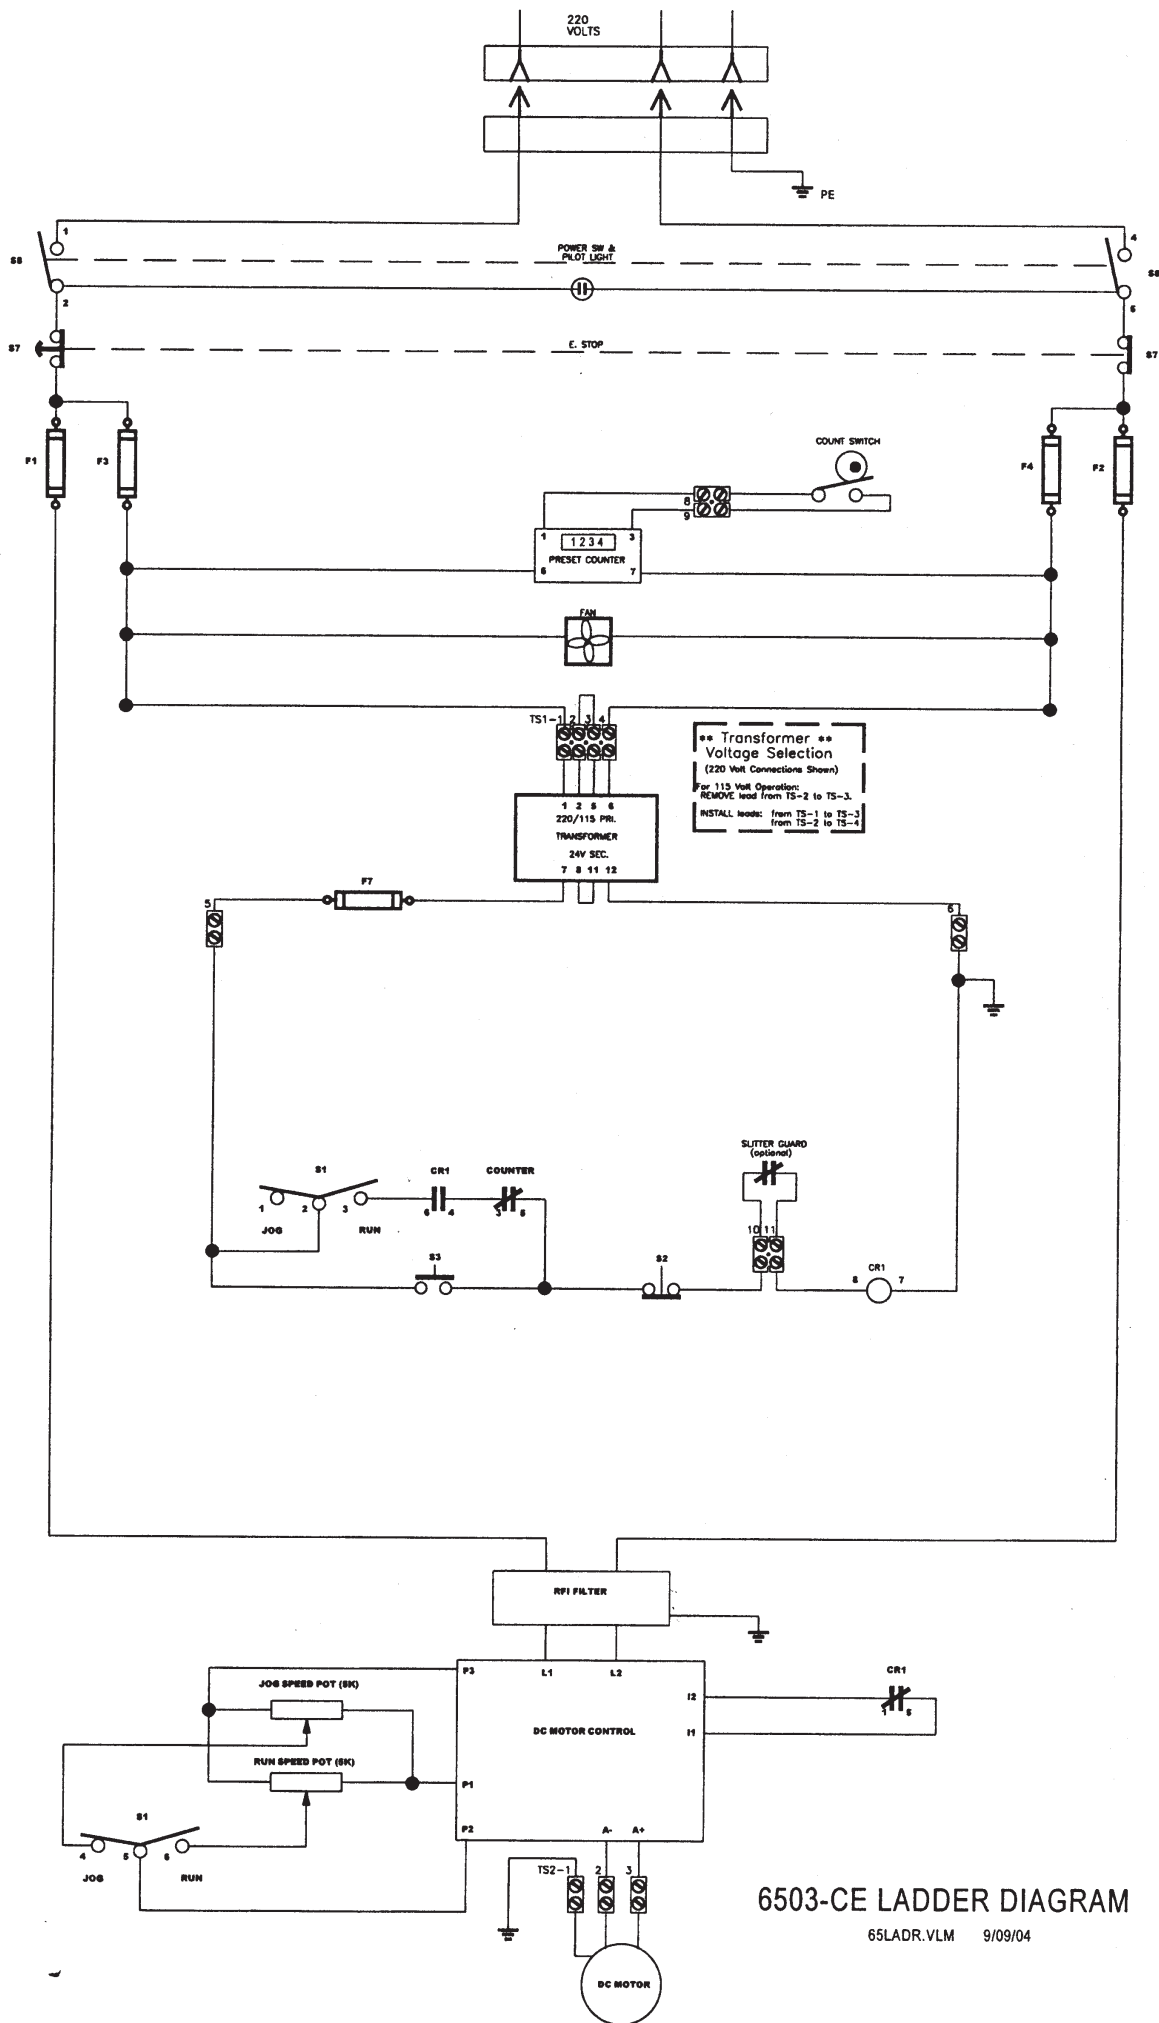 220
VOLTS
PE
1
4
S8
POWER SW &
PILOT LIGHT
S8
2
5
S7
E. STOP
S7
F1
F3
COUNT SWITCH
F4
F2
8
9
1
1234
3
PRESET COUNTER
6
7
FAN
TS1-1 2 3 4
** Transformer **
Voltage Selection
(220 Volt Connections Shown)
For 115 Volt Operation:
REMOVE lead from TS-2 to TS-3.
INSTALL leads: from TS-1 to TS-3
from TS-2 to TS-4
1 2 5 6
220/115 PRI.
TRANSFORMER
24V SEC.
7 8 11 12
F7
5
6
SLITTER GUARD
(optional)
S1
CR1
COUNTER
1
2
3
6 4
3 5
JOG
RUN
10 11
S3
S2
CR1
8
7
RFI FILTER
P3
L1
L2
CR1
JOG SPEED POT (5K)
I2
1 5
DC MOTOR CONTROL
I1
RUN SPEED POT (5K)
P1
S1
P2
A-
A+
4
5
6
JOG
RUN
TS2-1
2
3
DC MOTOR
6503-CE LADDER DIAGRAM
65LADR.VLM 9/09/04